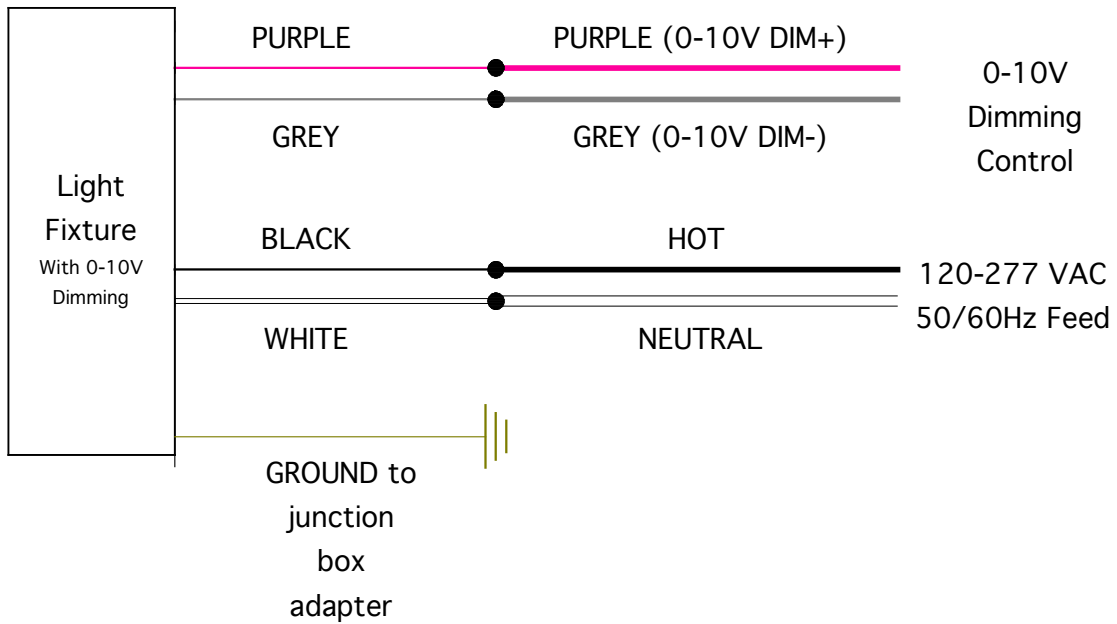 PURPLE
PURPLE (0-10V DIM+)
GREY
GREY (0-10V DIM-)
0-10V
Dimming
Control
Light
Fixture
With 0-10V
Dimming
BLACK
HOT
WHITE
NEUTRAL
120-277 VAC
50/60Hz Feed
GROUND to
junction
box
adapter